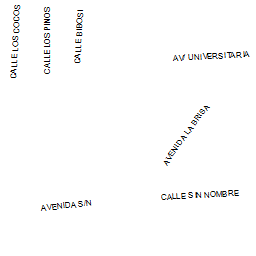 CALLE LOS COCOS
CALLE LOS PINOS
CALLE BIBOSI
AV/ UNIVERSITARIA
AVENIDA LA BRISA
AVENIDA S/N
CALLE SIN NOMBRE